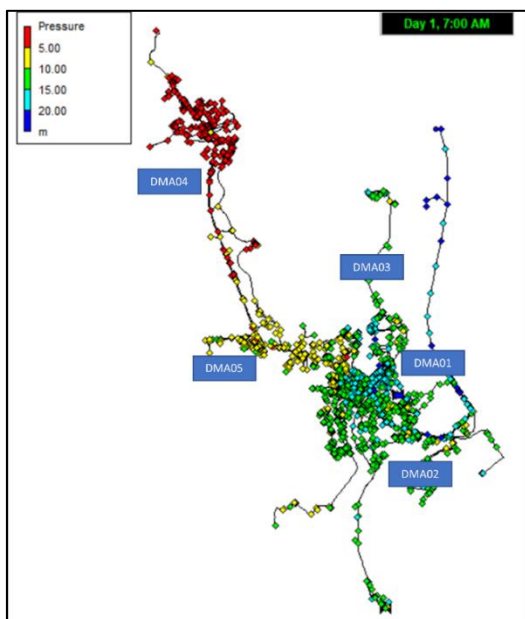 Pressure
5.00
10.00
15.00
20.00
m
Day 1, 7:00 AM
DMA04
DMA03
DMA01
DMA05
DMA02